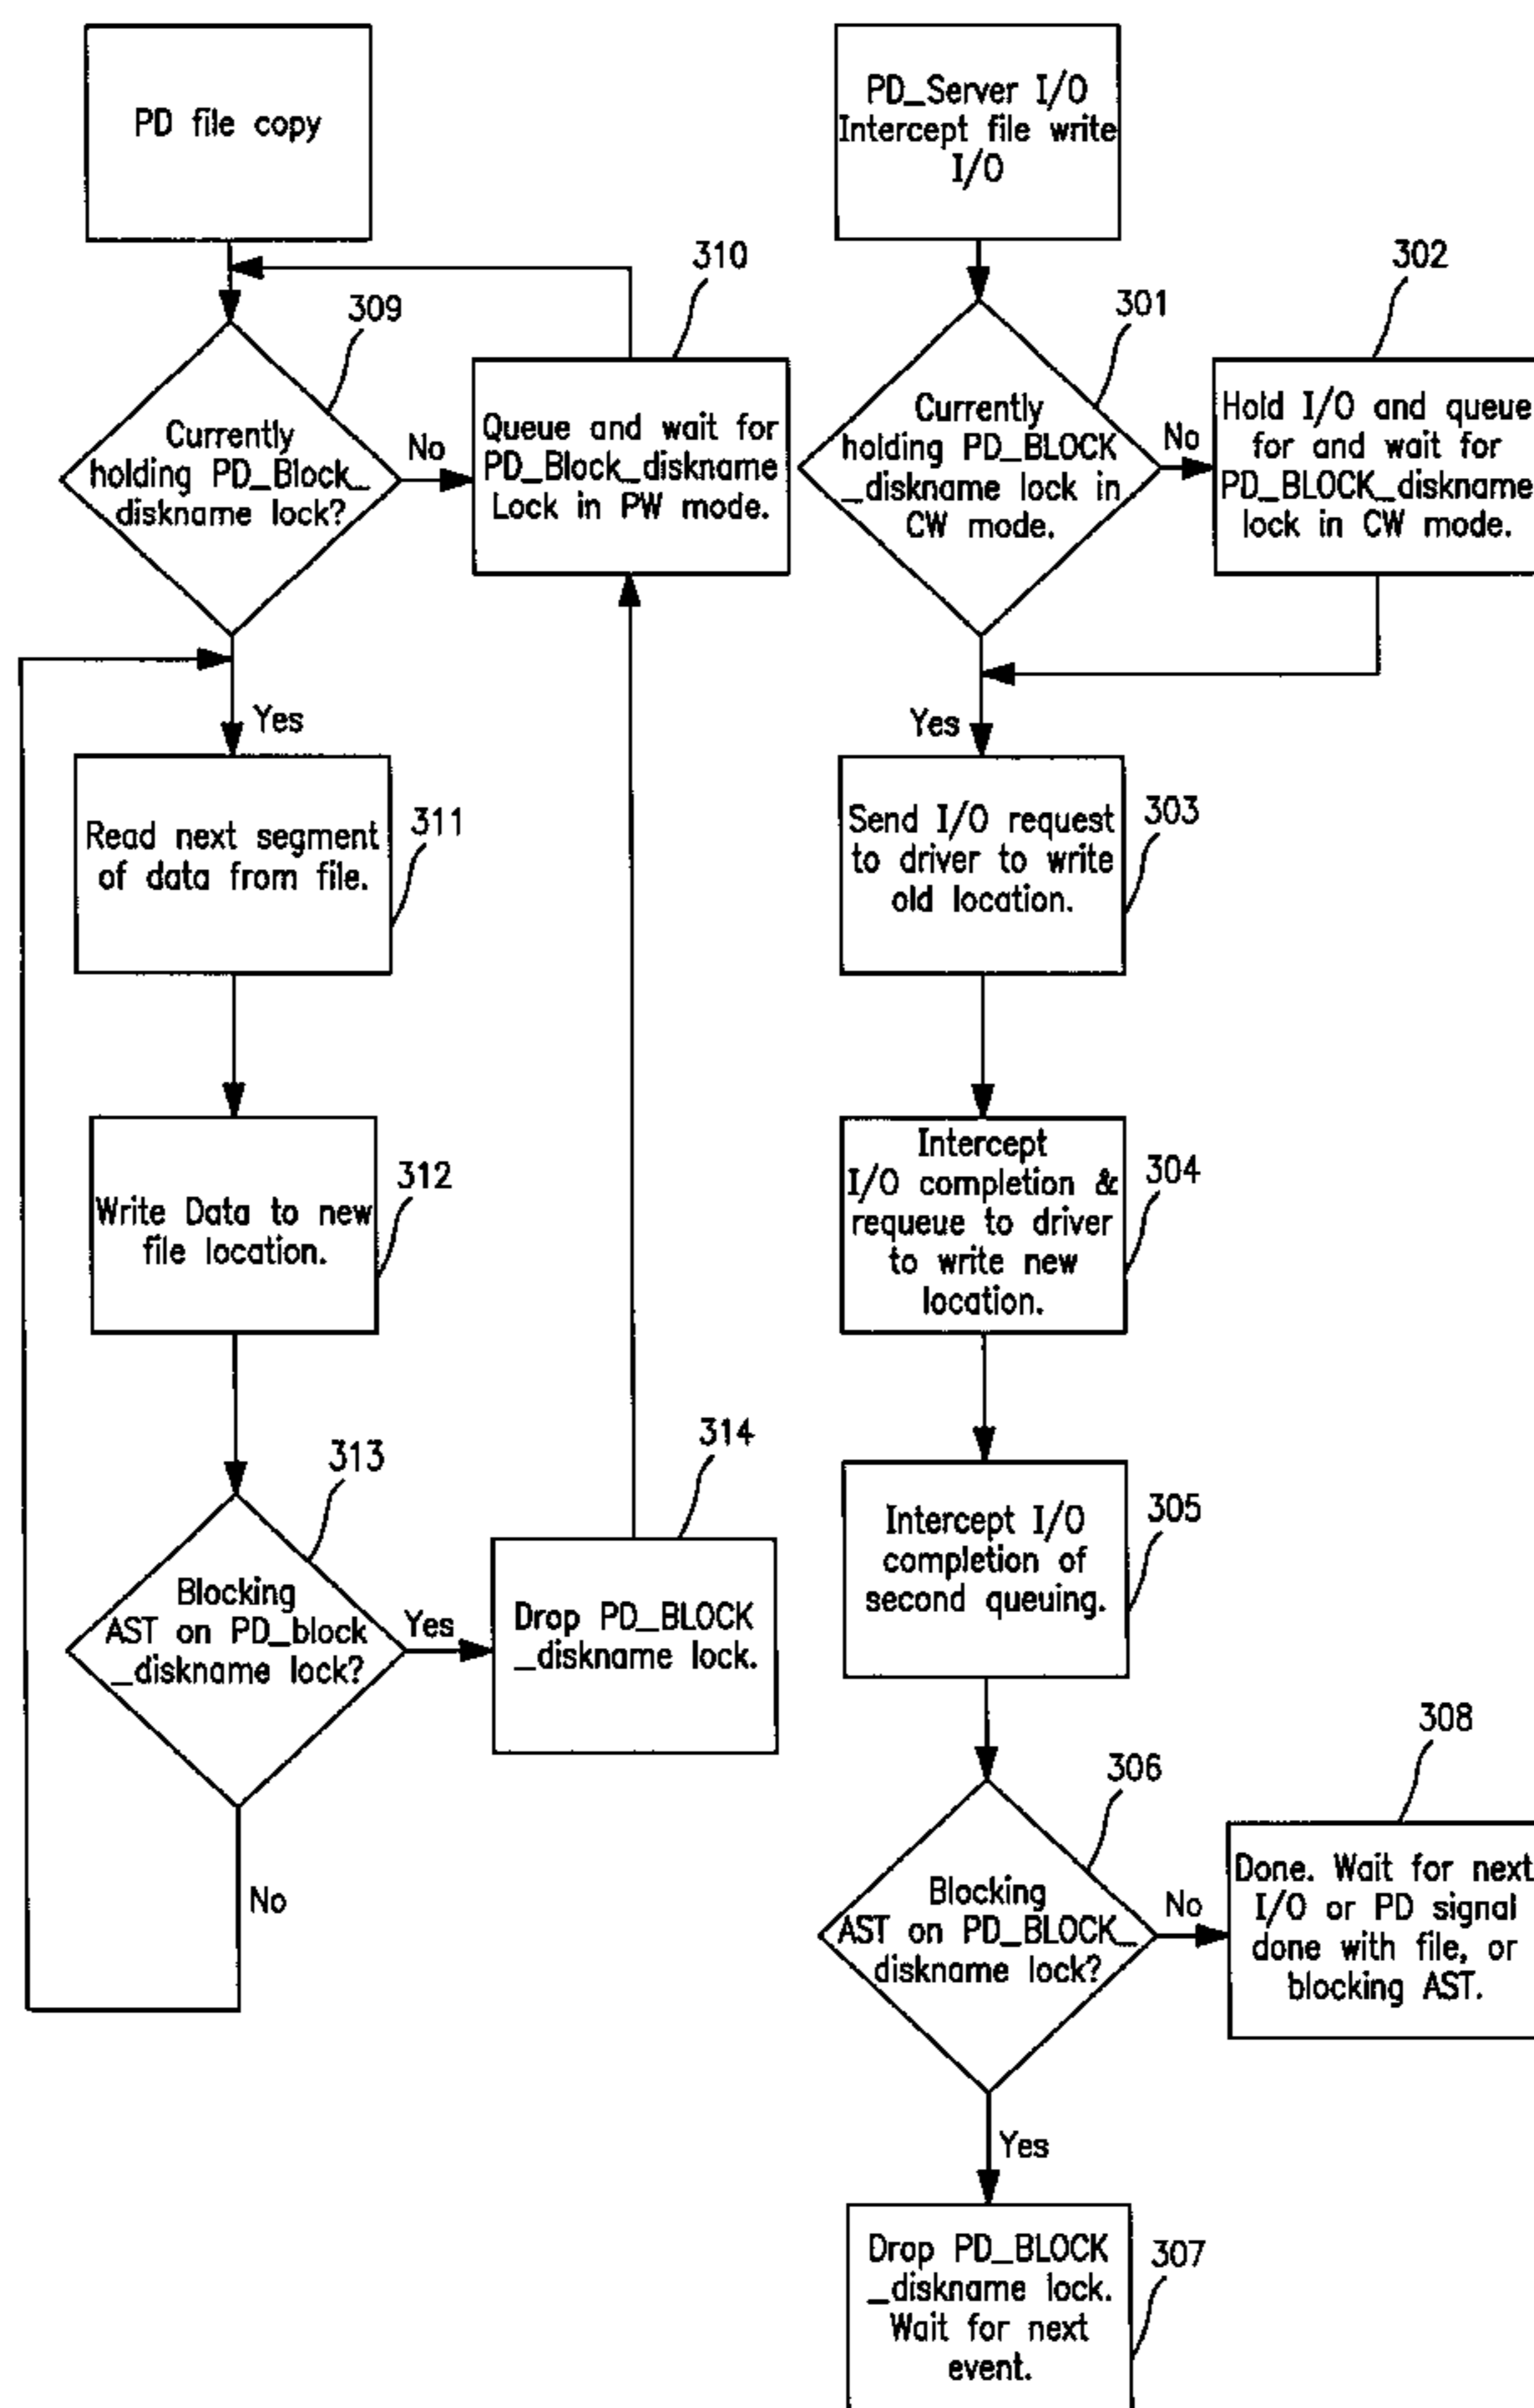 PD file copy
310
309
Currently
holding PD_Block_
diskname lock?
No
Queue and wait for
PD_Block_diskname
Lock in PW mode.
Yes
Read next segment
of data from file.
311
Write Data to new
file location.
312
313
Blocking
AST on PD_block
_diskname lock?
Yes
314
Drop PD_BLOCK
_diskname lock.
No
PD_Server I/O
Intercept file write
I/O
302
301
Currently
holding PD_BLOCK
_diskname lock in
CW mode.
No
Hold I/O and queue
for and wait for
PD_BLOCK_diskname
lock in CW mode.
Yes
Send I/O request
to driver to write
old location.
303
Intercept
I/O completion &
requeue to driver
to write new
location.
304
Intercept I/O
completion of
second queuing.
305
306
Blocking
AST on PD_BLOCK_
diskname lock?
No
308
Done. Wait for next
I/O or PD signal
done with file, or
blocking AST.
Yes
Drop PD_BLOCK
_diskname lock.
Wait for next
event.
307